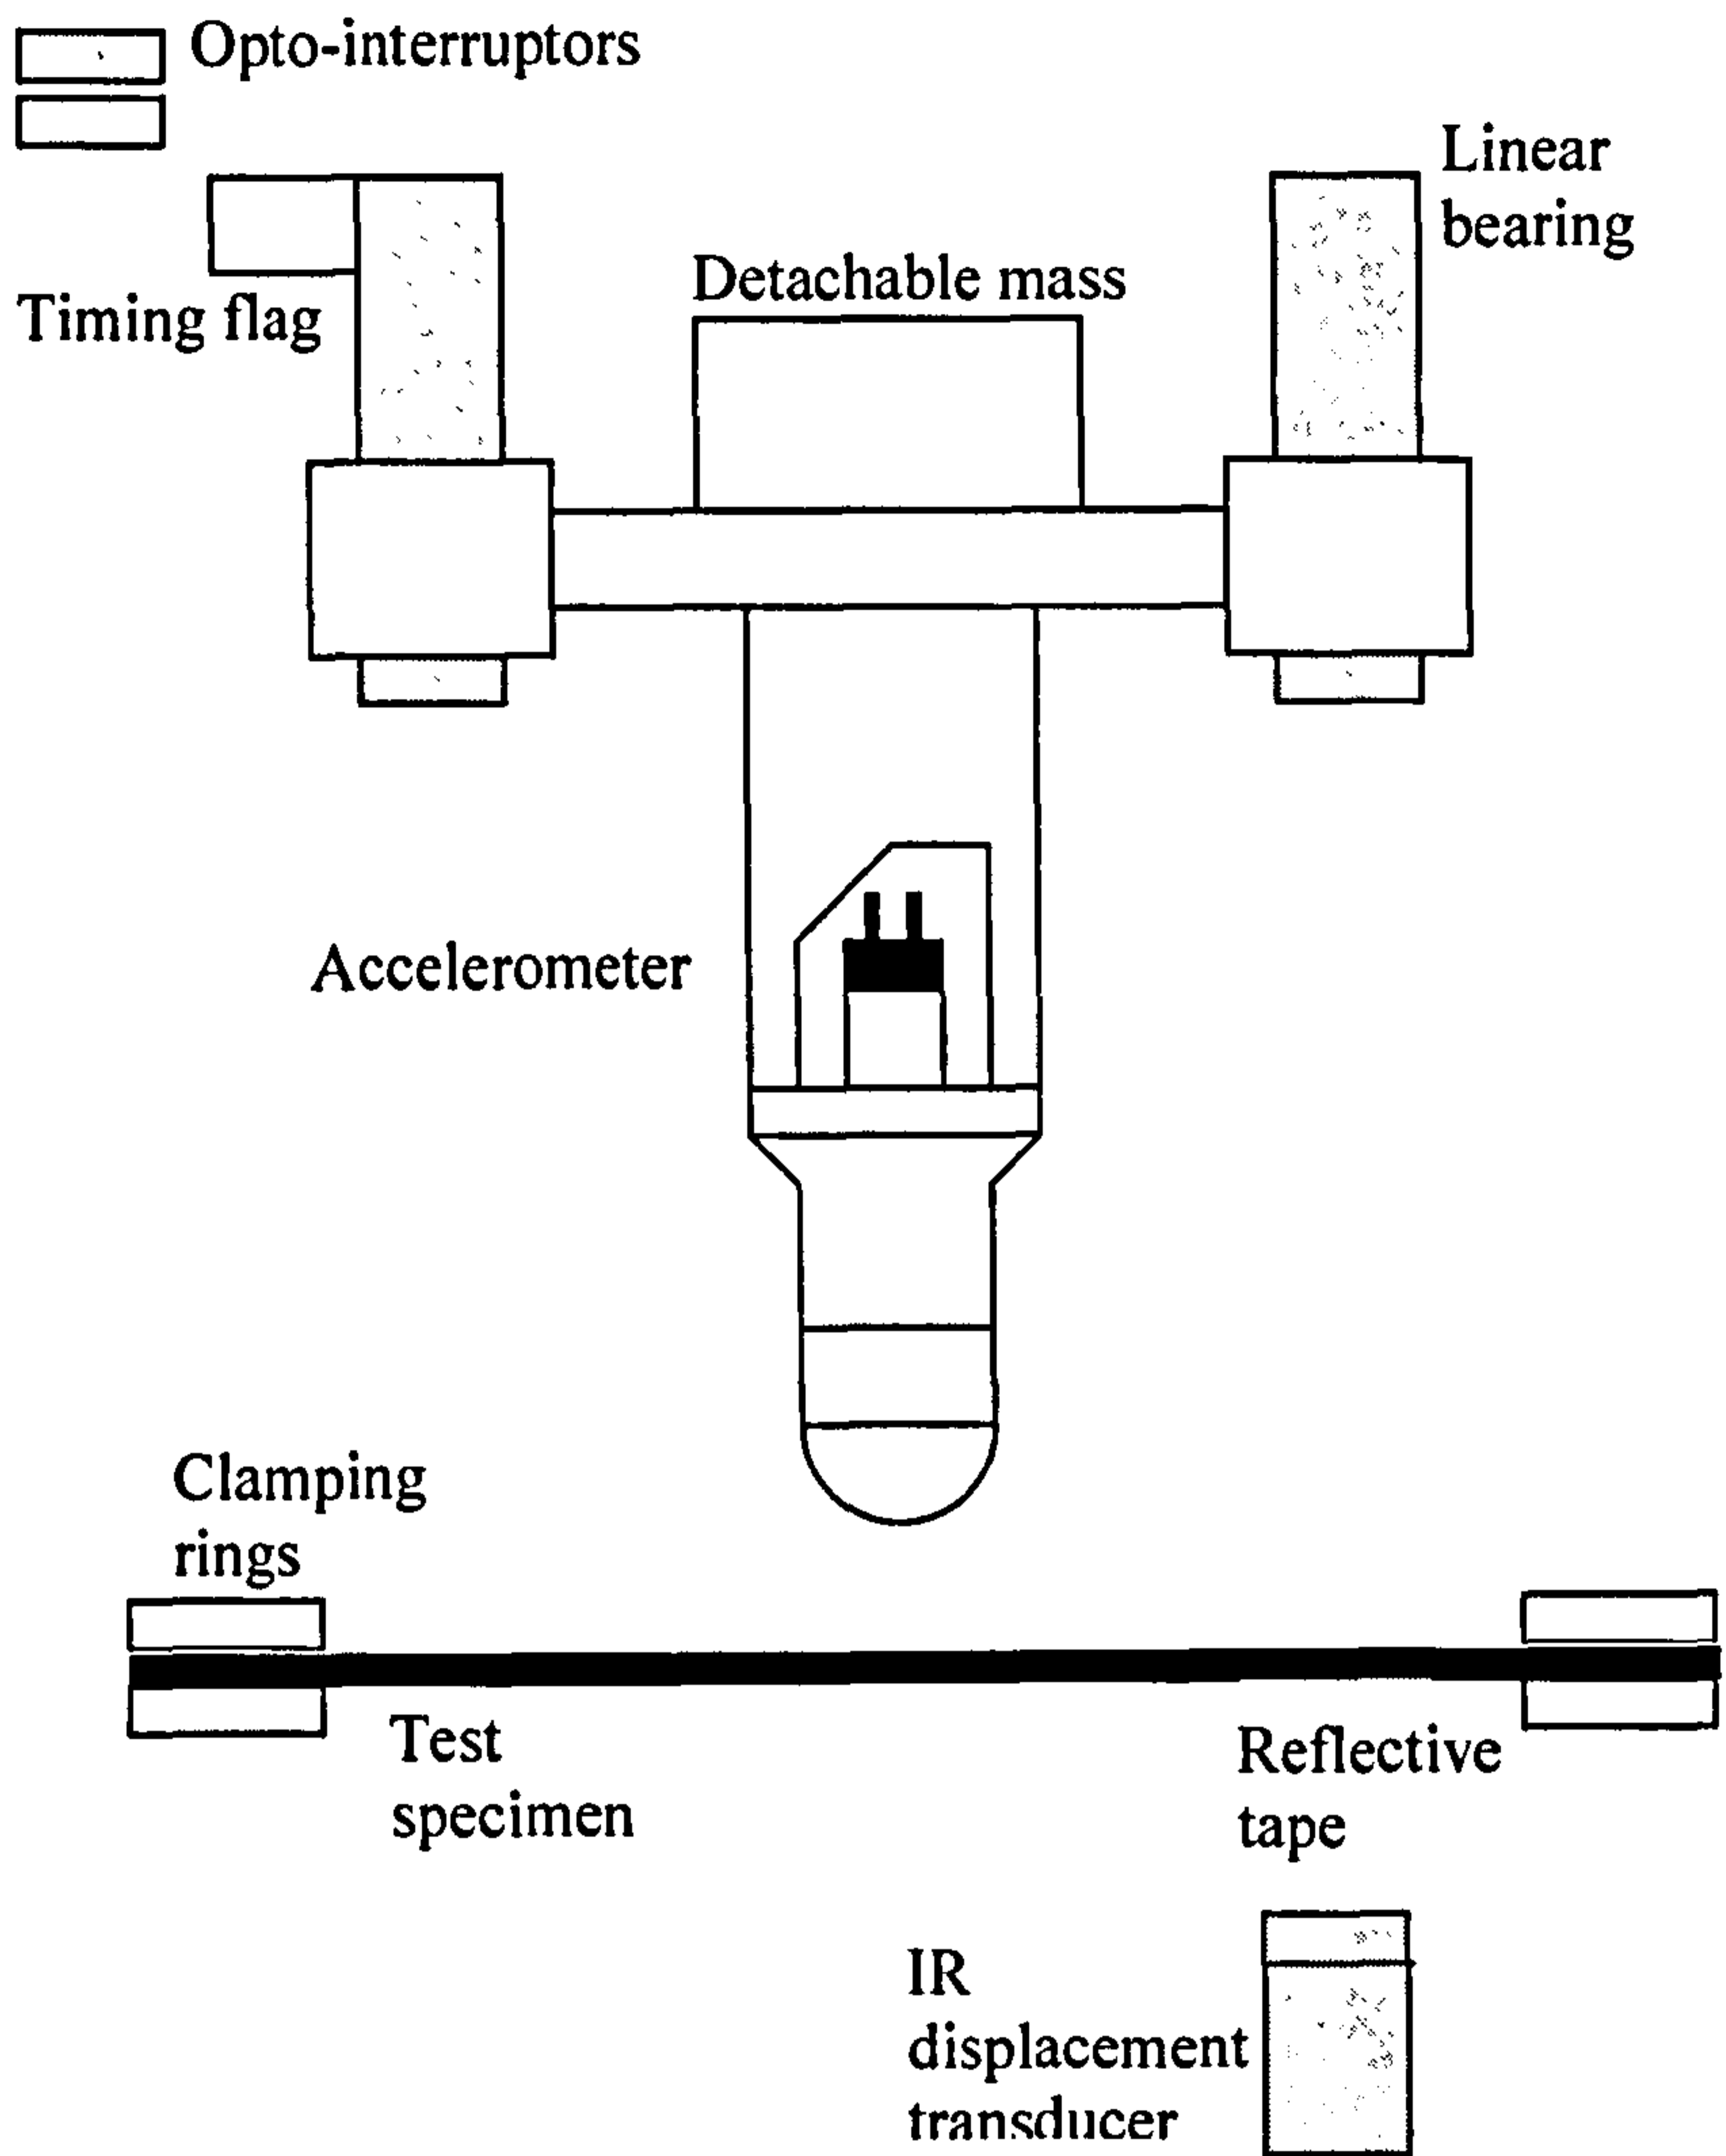 Opto-interruptors
Linear
bearing
Detachable mass
Timing flag
Accelerometer
Clamping
rings
Test
specimen
Reflective
tape
IR
displacement
transducer